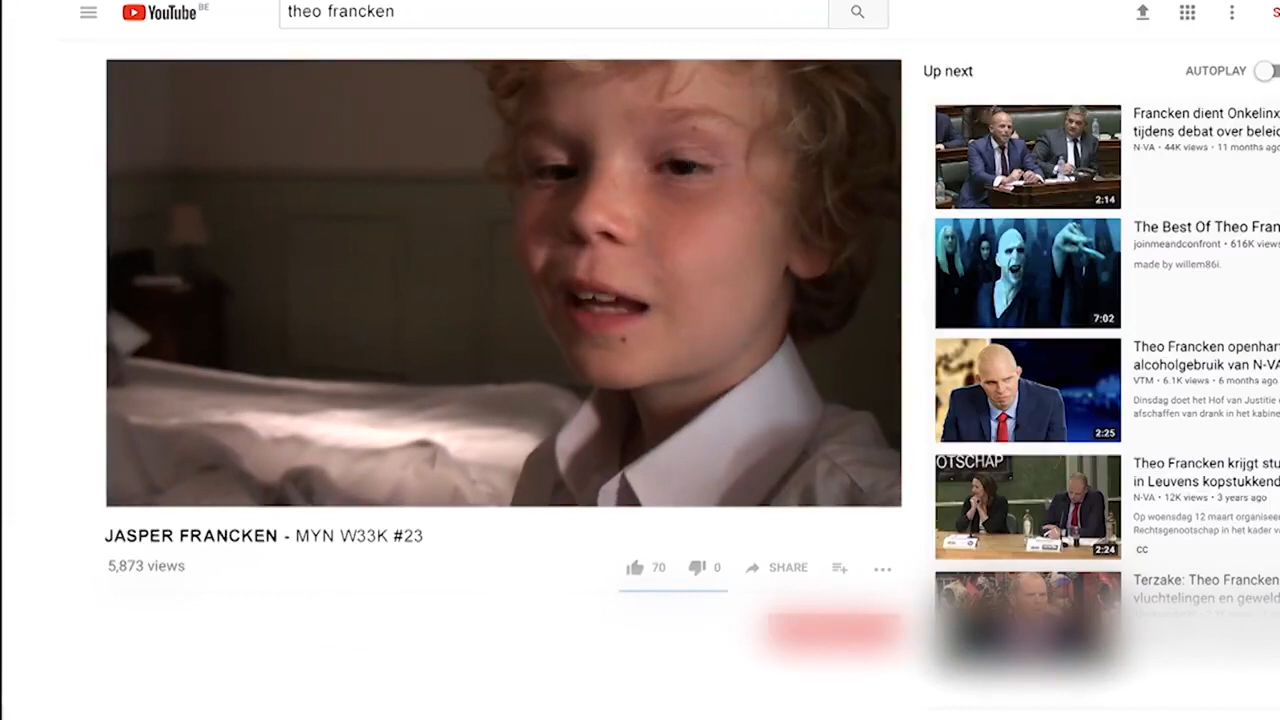 YouTube BE
theo francken
S
Up next
AUTOPLAY
Francken dient Onkelinx
tijdens debat over beleid
N-VA • 44K views • 11 months ago
2:14
The Best Of Theo Fran
joinmeandconfront • 616K views
made by willem86i.
7:02
Theo Francken openhar
alcoholgebruik van N-VA
VTM • 6.1K views • 6 months ago
Dinsdag doet het Hof van Justitie
afschaffen van drank in het kabine
2:25
OTSCHAP
Theo Francken krijgt stu
in Leuvens kopstukkend
N-VA • 12K views • 3 years ago
Op woensdag 12 maart organiseer
Rechtsgenootschap in het kader v
CC
2:24
Terzake: Theo Francken
vluchtelingen en geweld
JASPER FRANCKEN - MYN W33K #23
5,873 views
70
0
SHARE